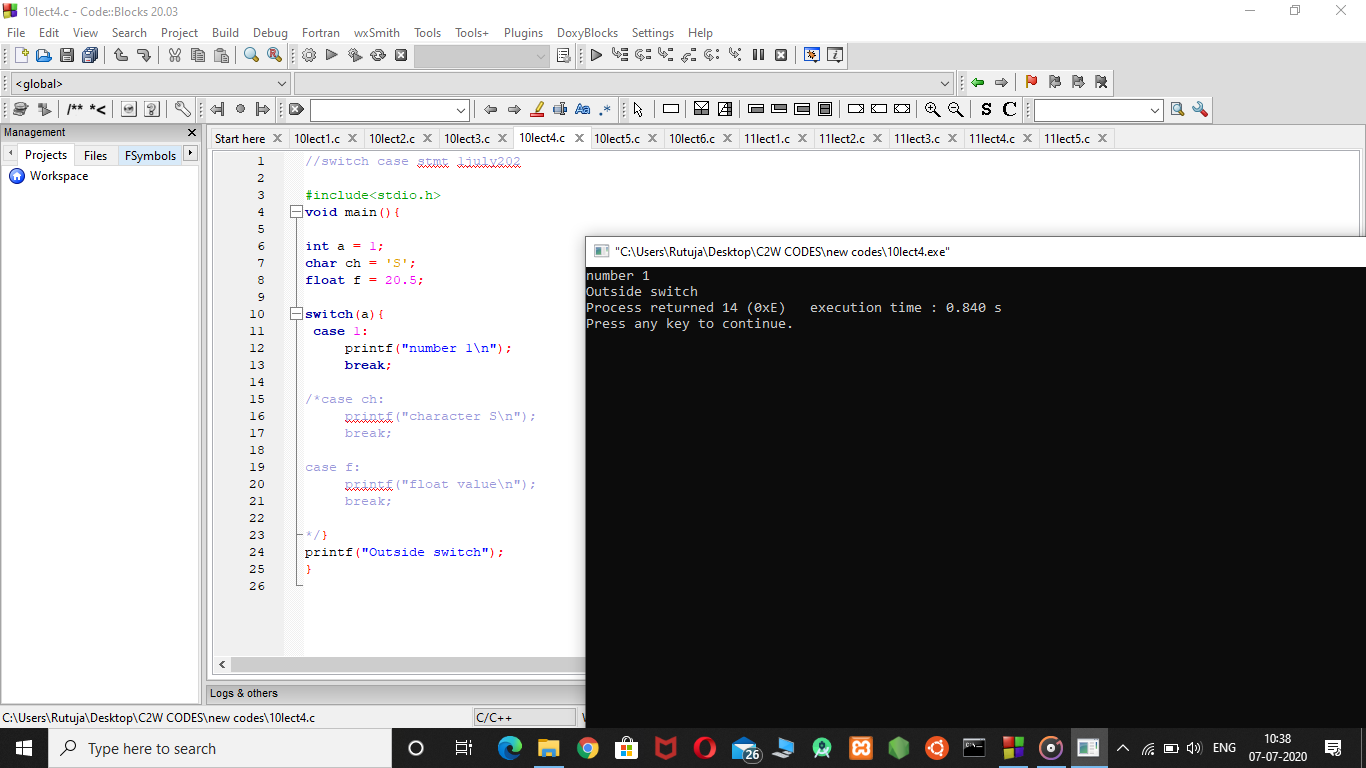 10lect4.c - Code::Blocks 20.03
File Edit View Search Project Build Debug Fortran wxSmith Tools Tools+ Plugins DoxyBlocks Settings Help
<global>
/** *<
Aa .*
S C
Management
Projects Files FSymbols
Workspace
Start here 10lect1.c 10lect2.c 10lect3.c 10lect4.c 10lect5.c 10lect6.c 11lect1.c 11lect2.c 11lect3.c 11lect4.c 11lect5.c
1 //switch case stmt 1july202
2
3 #include<stdio.h>
4 void main(){
5
6 int a = 1;
7 char ch = 'S';
8 float f = 20.5;
9
10 switch(a){
11 case 1:
12 printf("number 1\n");
13 break;
14
15 /*case ch:
16 printf("character S\n");
17 break;
18
19 case f:
20 printf("float value\n");
21 break;
22
23 */}
24 printf("Outside switch");
25 }
26
"C:\Users\Rutuja\Desktop\C2W CODES\new codes\10lect4.exe"
number 1
Outside switch
Process returned 14 (0xE) execution time : 0.840 s
Press any key to continue.
Logs & others
C:\Users\Rutuja\Desktop\C2W CODES\new codes\10lect4.c C/C++
Type here to search
26
ENG
10:38
07-07-2020